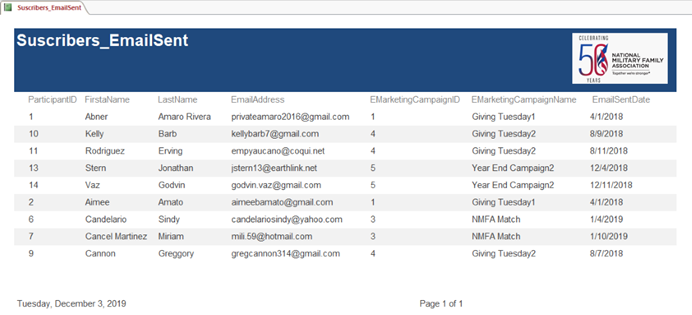 Suscribers_EmailSent
Suscribers_EmailSent
CELEBRATING
50
YEARS
NATIONAL
MILITARY FAMILY
ASSOCIATION
Together we're stronger
ParticipantID FirstaName LastName EmailAddress EMarketingCampaignID EMarketingCampaignName EmailSentDate
1 Abner Amaro Rivera privateamaro2016@gmail.com 1 Giving Tuesday1 4/1/2018
10 Kelly Barb kellybarb7@gmail.com 4 Giving Tuesday2 8/9/2018
11 Rodriguez Erving empyaucano@coqui.net 4 Giving Tuesday2 8/11/2018
13 Stern Jonathan jstern13@earthlink.net 5 Year End Campaign2 12/4/2018
14 Vaz Godvin godvin.vaz@gmail.com 5 Year End Campaign2 12/11/2018
2 Aimee Amato aimeebamato@gmail.com 1 Giving Tuesday1 4/1/2018
6 Candelario Sindy candelariosindy@yahoo.com 3 NMFA Match 1/4/2019
7 Cancel Martinez Miriam mili.59@hotmail.com 3 NMFA Match 1/10/2019
9 Cannon Greggory gregcannon314@gmail.com 4 Giving Tuesday2 8/7/2018
Tuesday, December 3, 2019 Page 1 of 1